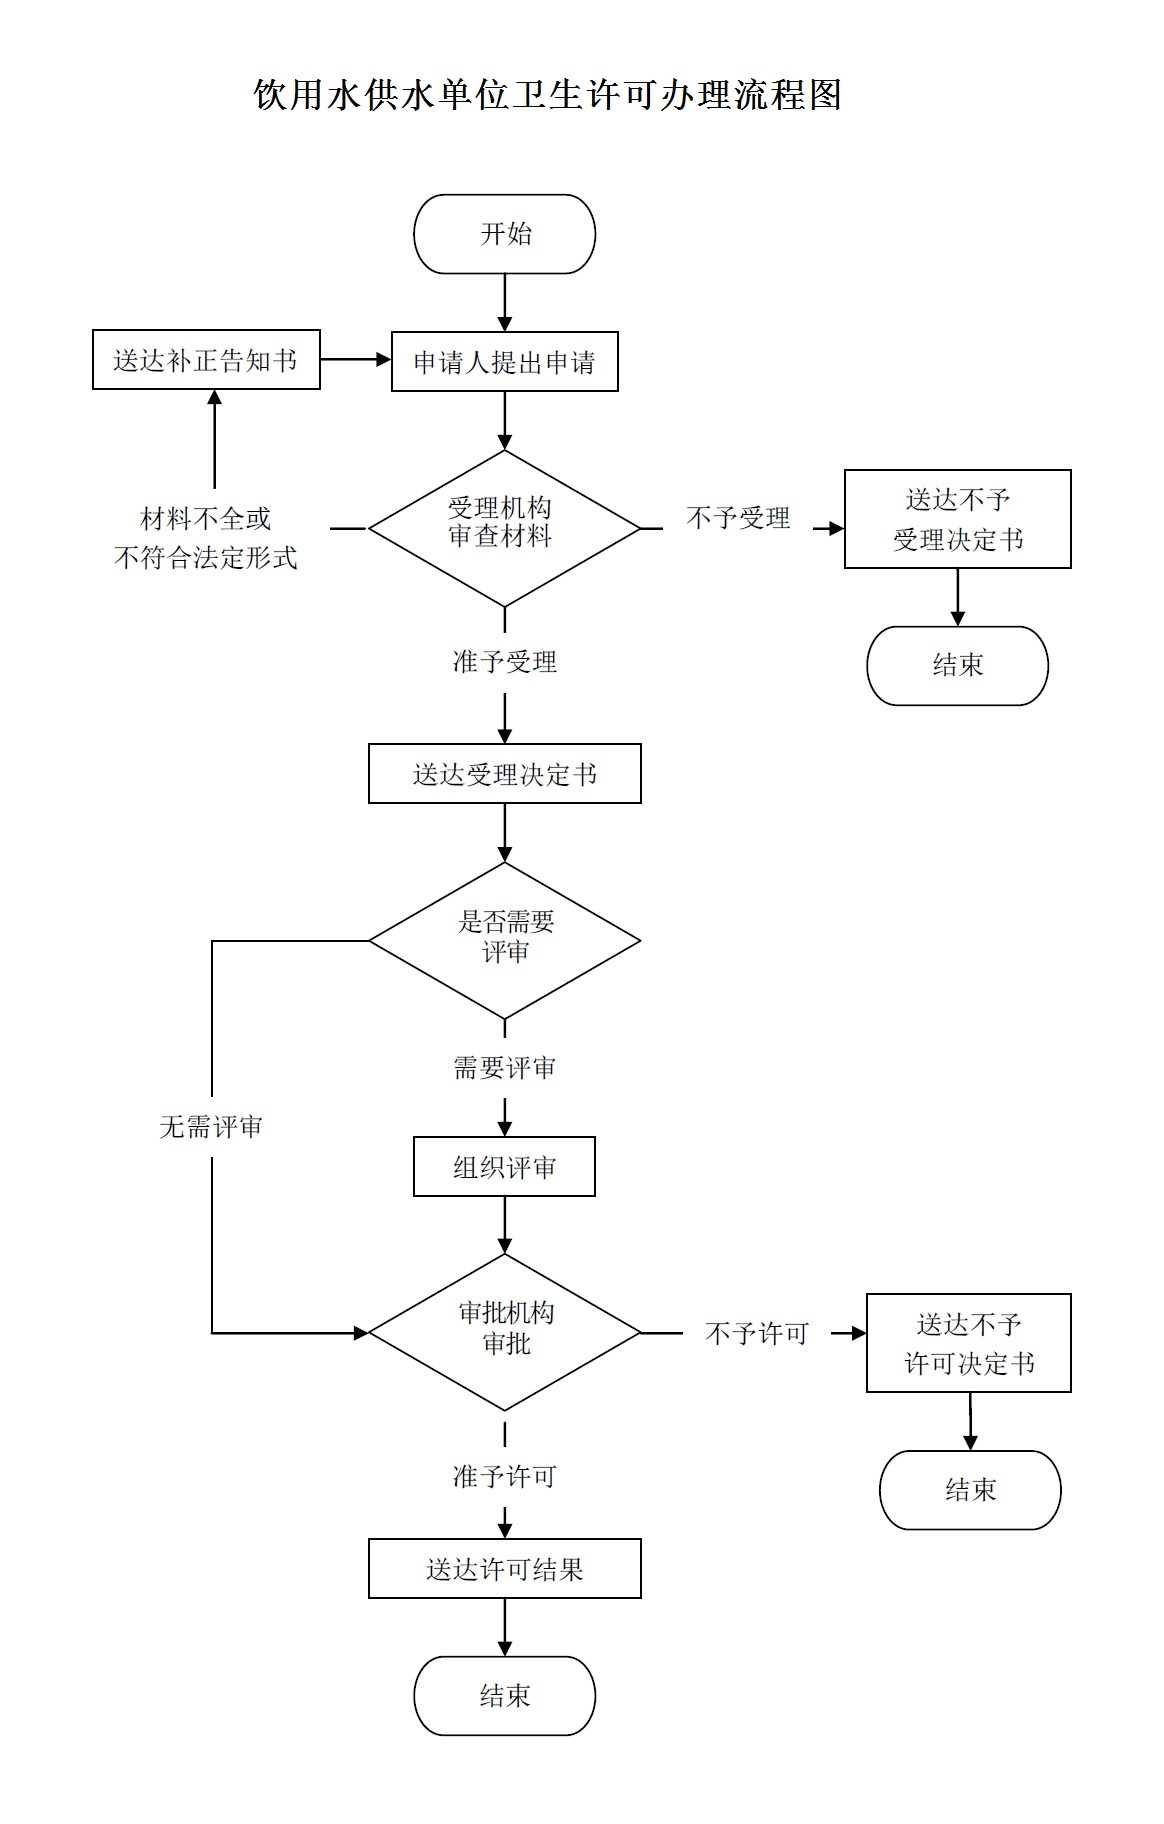 饮用水供水单位卫生许可办理流程图
开始
送达补正告知书
申请人提出申请
材料不全或
不符合法定形式
受理机构
审查材料
不予受理
送达不予
受理决定书
结束
准予受理
送达受理决定书
是否需要
评审
需要评审
无需评审
组织评审
审批机构
审批
不予许可
送达不予
许可决定书
结束
准予许可
送达许可结果
结束